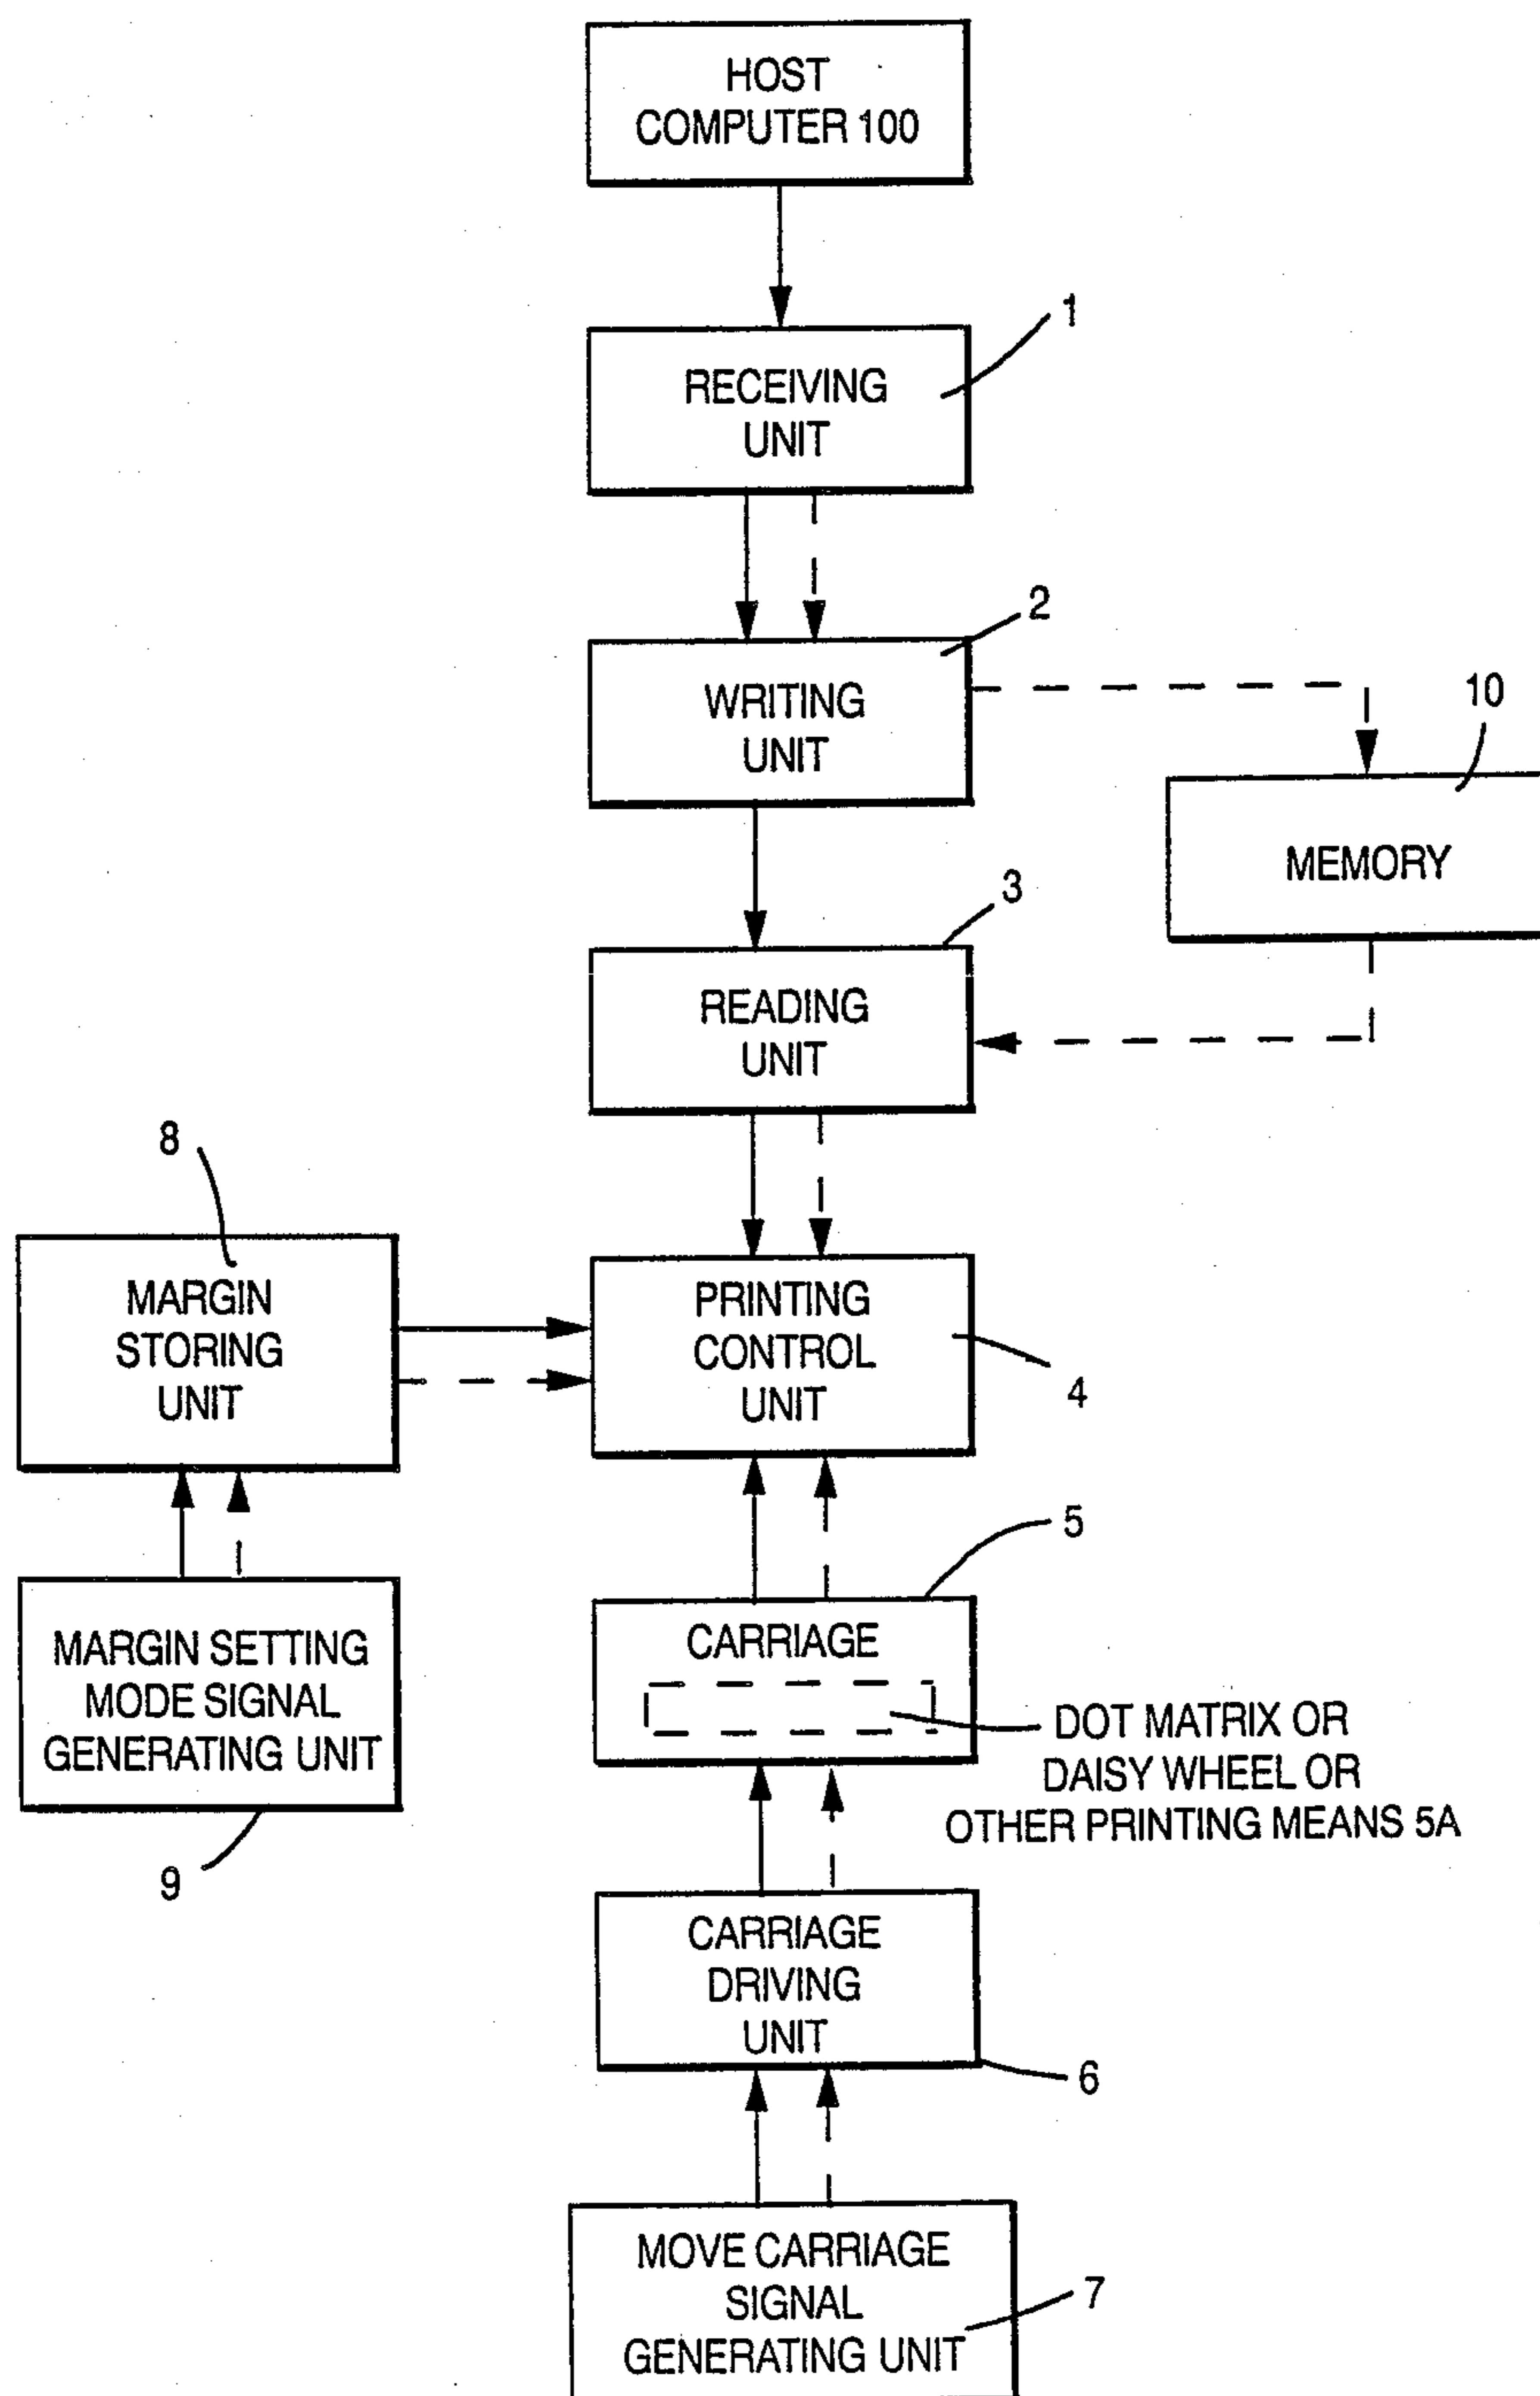 HOST
COMPUTER 100
1
RECEIVING
UNIT
2
WRITING
UNIT
10
MEMORY
3
READING
UNIT
8
MARGIN
STORING
UNIT
PRINTING
CONTROL
UNIT
4
5
CARRIAGE
MARGIN SETTING
MODE SIGNAL
GENERATING UNIT
9
DOT MATRIX OR
DAISY WHEEL OR
OTHER PRINTING MEANS 5A
CARRIAGE
DRIVING
UNIT
6
MOVE CARRIAGE
SIGNAL
GENERATING UNIT
7